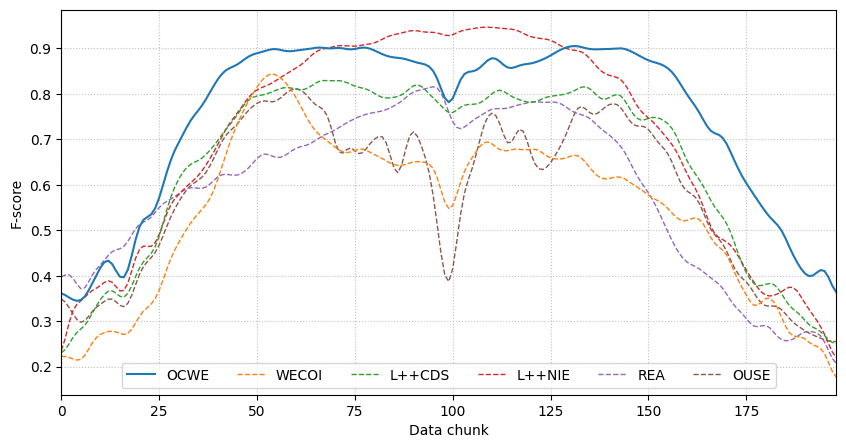 F-score
0.9
0.8
0.7
0.6
0.5
0.4
0.3
0.2
OCWE WECOI L++CDS L++NIE REA OUSE
0 25 50 75 100 125 150 175
Data chunk